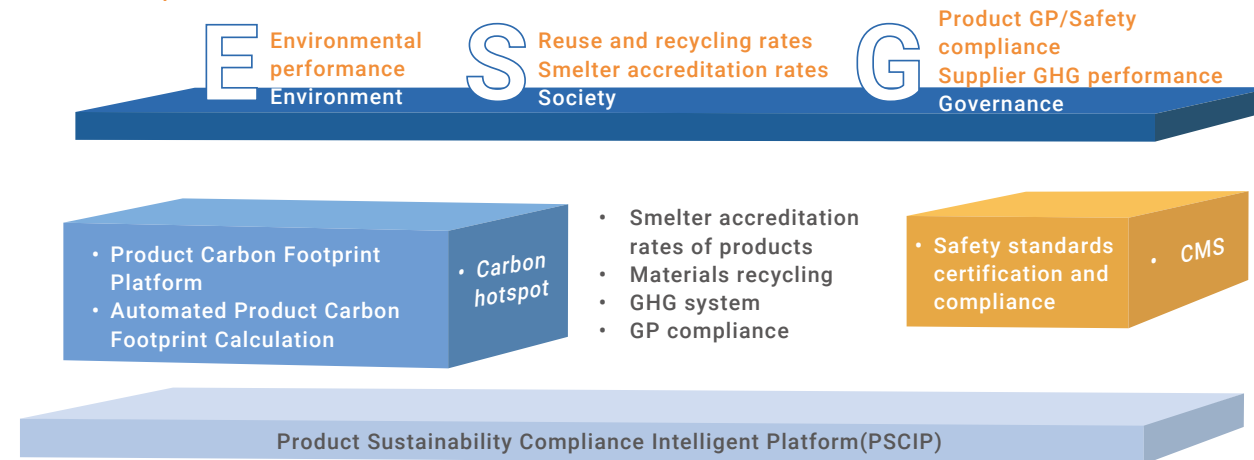 E
Environmental
performance
Environment
S
Reuse and recycling rates
Smelter accreditation rates
Society
G
Product GP/Safety
compliance
Supplier GHG performance
Governance
• Product Carbon Footprint
Platform
• Automated Product Carbon
Footprint Calculation
• Carbon
hotspot
• Smelter accreditation
rates of products
• Materials recycling
• GHG system
• GP compliance
• Safety standards
certification and
compliance
• CMS
Product Sustainability Compliance Intelligent Platform(PSCIP)